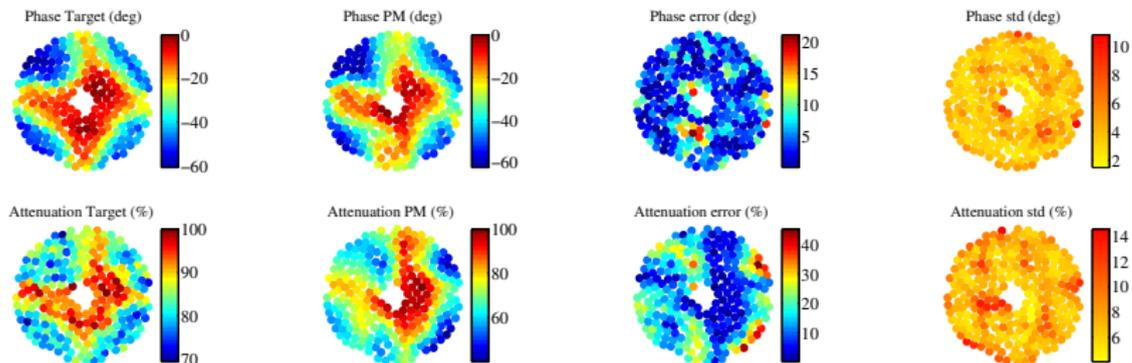 Phase Target (deg) Phase PM (deg) Phase error (deg) Phase std (deg)
0 0 20 10
−20 −20 15 8
−40 −40 10 6
−60 −60 5 4
2
Attenuation Target (%) Attenuation PM (%) Attenuation error (%) Attenuation std (%)
100 100 40 14
90 80 30 12
80 60 20 10
70 10 8
6